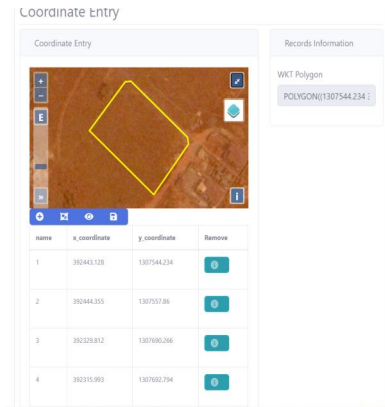 Coordinate Entry
Coordinate Entry
Records Information
WKT Polygon
POLYGON((1307544.234 3
+
−
E
»
i
name x_coordinate y_coordinate Remove
1 392443.128 1307544.234
2 392444.355 1307557.86
3 392329.812 1307690.266
4 392315.993 1307692.794